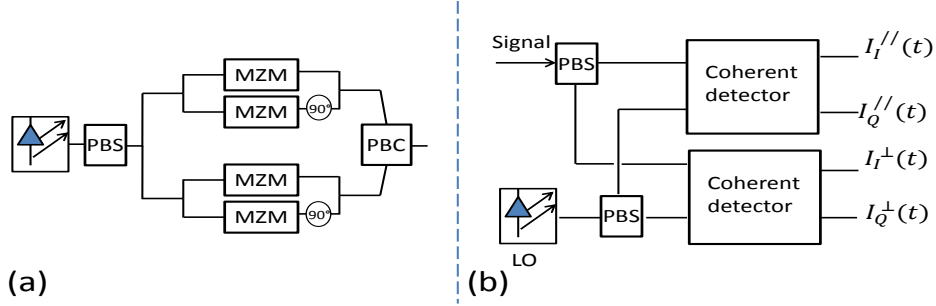 PBS
MZM
MZM
90°
MZM
MZM
90°
PBC
(a)
Signal
PBS
Coherent
detector
I_I^{//}(t)
I_Q^{//}(t)
LO
PBS
Coherent
detector
I_I^⊥(t)
I_Q^⊥(t)
(b)